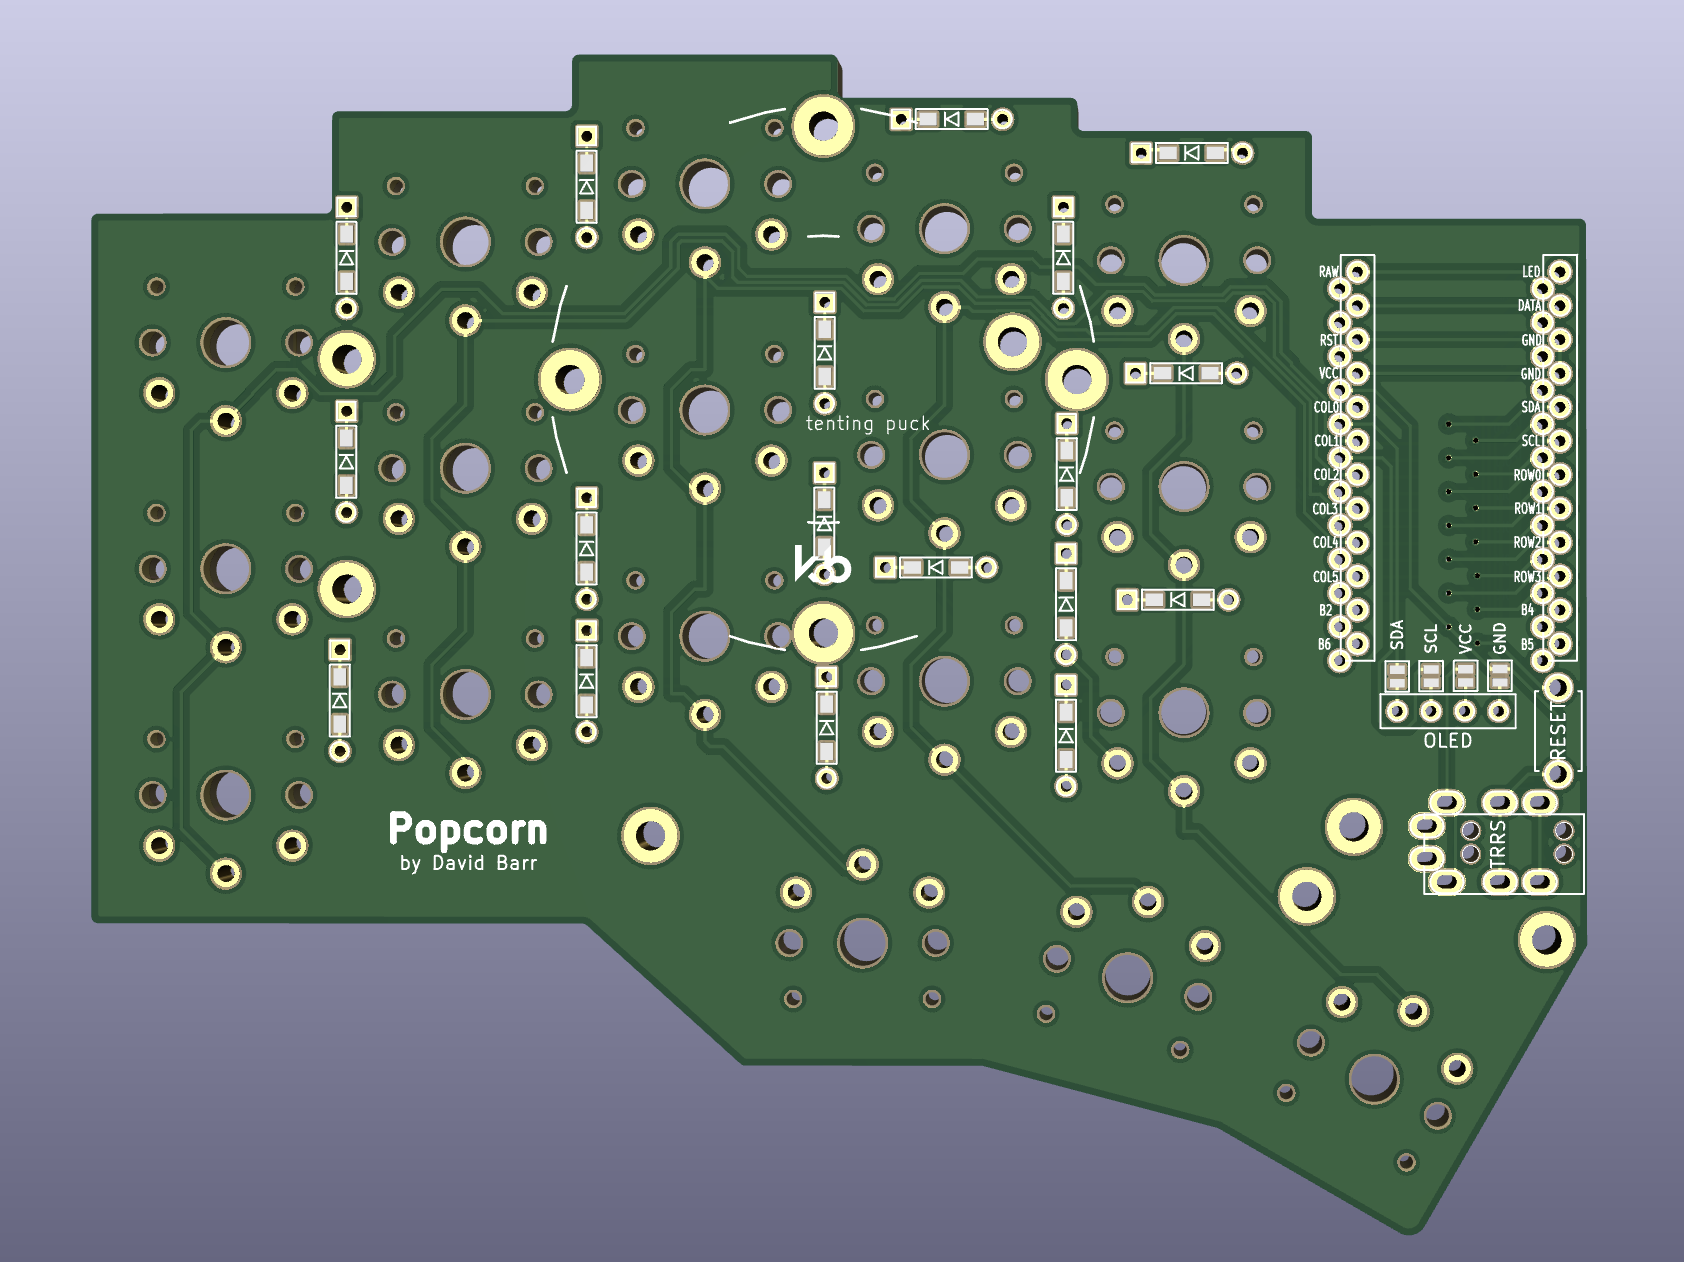 RAW
RST
VCC
COL0
COL1
COL2
COL3
COL4
COL5
B2
B6
LED
DATA
GND
GND
SDA
SCL
ROW0
ROW1
ROW2
ROW3
B4
B5
tenting puck
SDA
SCL
VCC
GND
OLED
RESET
TRRS
Popcorn
by David Barr